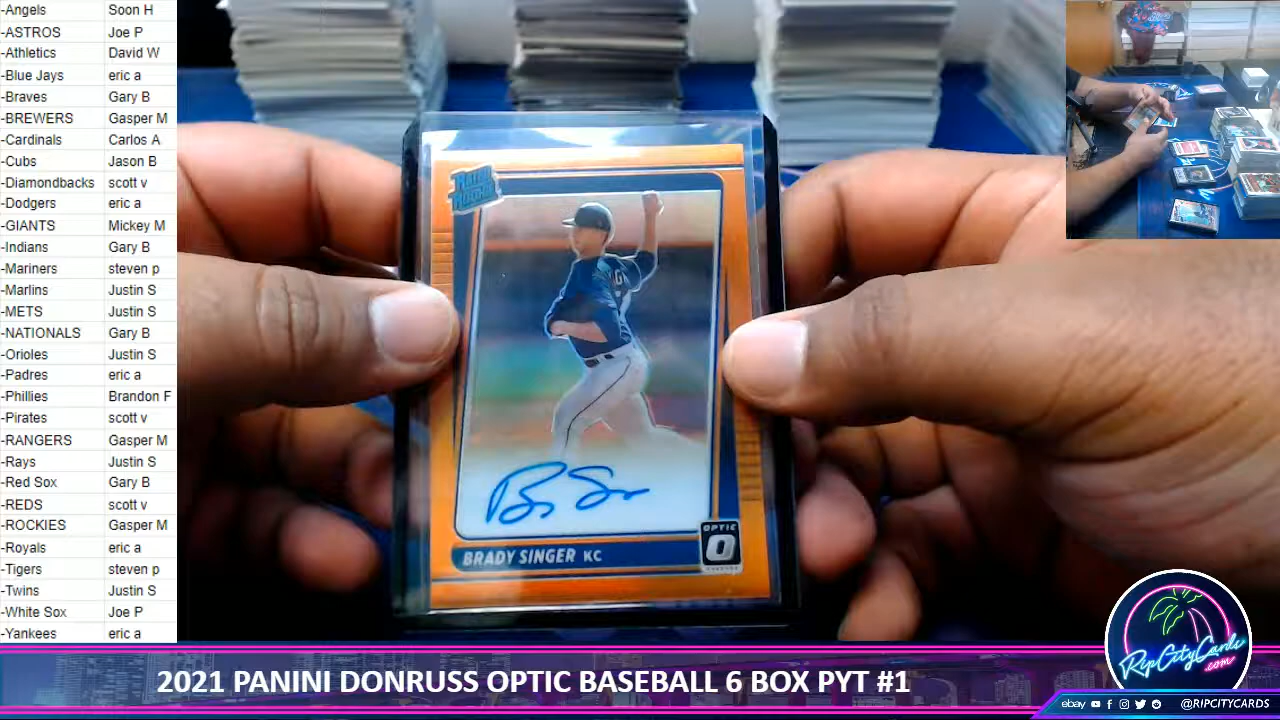 -Angels Soon H
-ASTROS Joe P
-Athletics David W
-Blue Jays eric a
-Braves Gary B
-BREWERS Gasper M
-Cardinals Carlos A
-Cubs Jason B
-Diamondbacks scott v
-Dodgers eric a
-GIANTS Mickey M
-Indians Gary B
-Mariners steven p
-Marlins Justin S
-METS Justin S
-NATIONALS Gary B
-Orioles Justin S
-Padres eric a
-Phillies Brandon F
-Pirates scott v
-RANGERS Gasper M
-Rays Justin S
-Red Sox Gary B
-REDS scott v
-ROCKIES Gasper M
-Royals eric a
-Tigers steven p
-Twins Justin S
-White Sox Joe P
-Yankees eric a
RATED
ROOKIE
OPTIC
O
BRADY SINGER KC
2021 PANINI DONRUSS OPTIC BASEBALL 6 BOX PYT #1
RipCityCards
.com
ebay
@RIPCITYCARDS